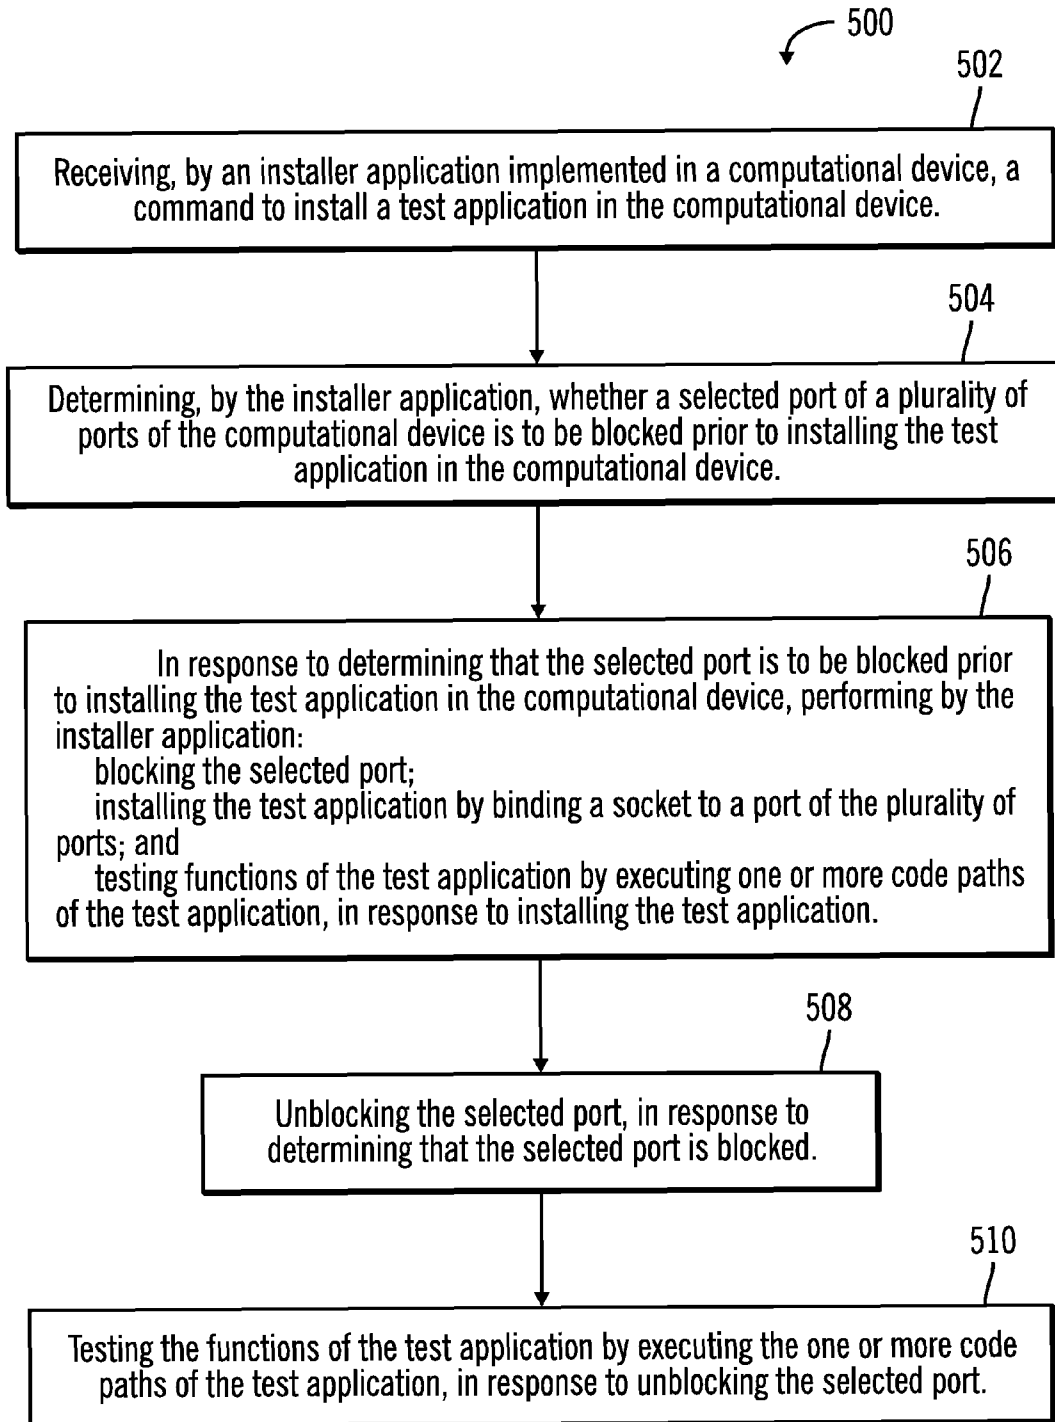 500
502
Receiving, by an installer application implemented in a computational device, a
command to install a test application in the computational device.
504
Determining, by the installer application, whether a selected port of a plurality of
ports of the computational device is to be blocked prior to installing the test
application in the computational device.
506
In response to determining that the selected port is to be blocked prior
to installing the test application in the computational device, performing by the
installer application:
blocking the selected port;
installing the test application by binding a socket to a port of the plurality of
ports; and
testing functions of the test application by executing one or more code paths
of the test application, in response to installing the test application.
508
Unblocking the selected port, in response to
determining that the selected port is blocked.
510
Testing the functions of the test application by executing the one or more code
paths of the test application, in response to unblocking the selected port.